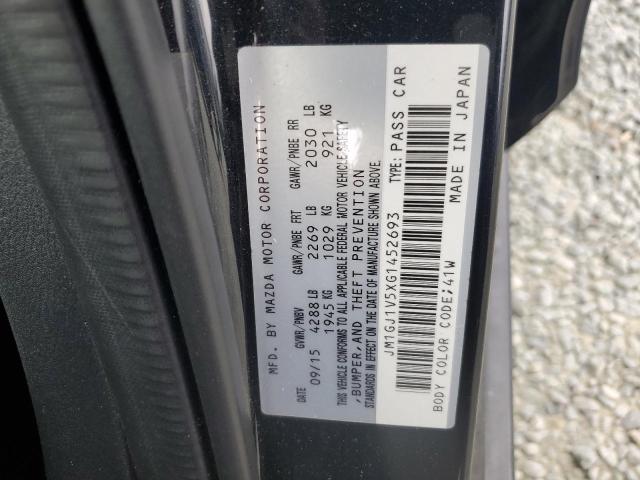 MFD. BY MAZDA MOTOR CORPORATION
DATE GVWR/PNBV GAWR/PNBE FRT GAWR/PNBE RR
09/15 4288 LB 2269 LB 2030 LB
1945 KG 1029 KG 921 KG
THIS VEHICLE CONFORMS TO ALL APPLICABLE FEDERAL MOTOR VEHICLE SAFETY
,BUMPER,AND THEFT PREVENTION
STANDARDS IN EFFECT ON THE DATE OF MANUFACTURE SHOWN ABOVE.
JM1GJ1V5XG1452693 TYPE: PASS CAR
BODY COLOR CODE;41W MADE IN JAPAN